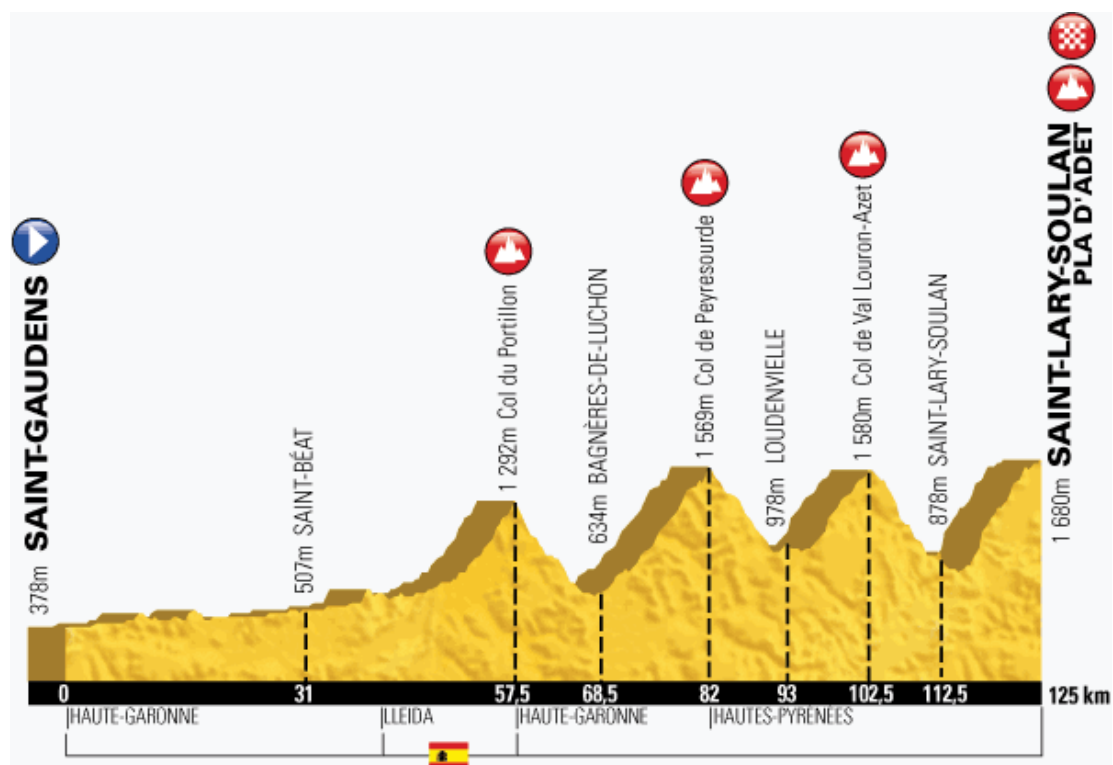 378m SAINT-GAUDENS
507m SAINT-BÉAT
1 292m Col du Portillon
634m BAGNÈRES-DE-LUCHON
1 569m Col de Peyresourde
978m LOUDENVIELLE
1 580m Col de Val Louron-Azet
878m SAINT-LARY-SOULAN
1 680m SAINT-LARY-SOULAN
PLA D'ADET
0 31 57,5 68,5 82 93 102,5 112,5 125 km
HAUTE-GARONNE LLEIDA HAUTE-GARONNE HAUTES-PYRENÉES